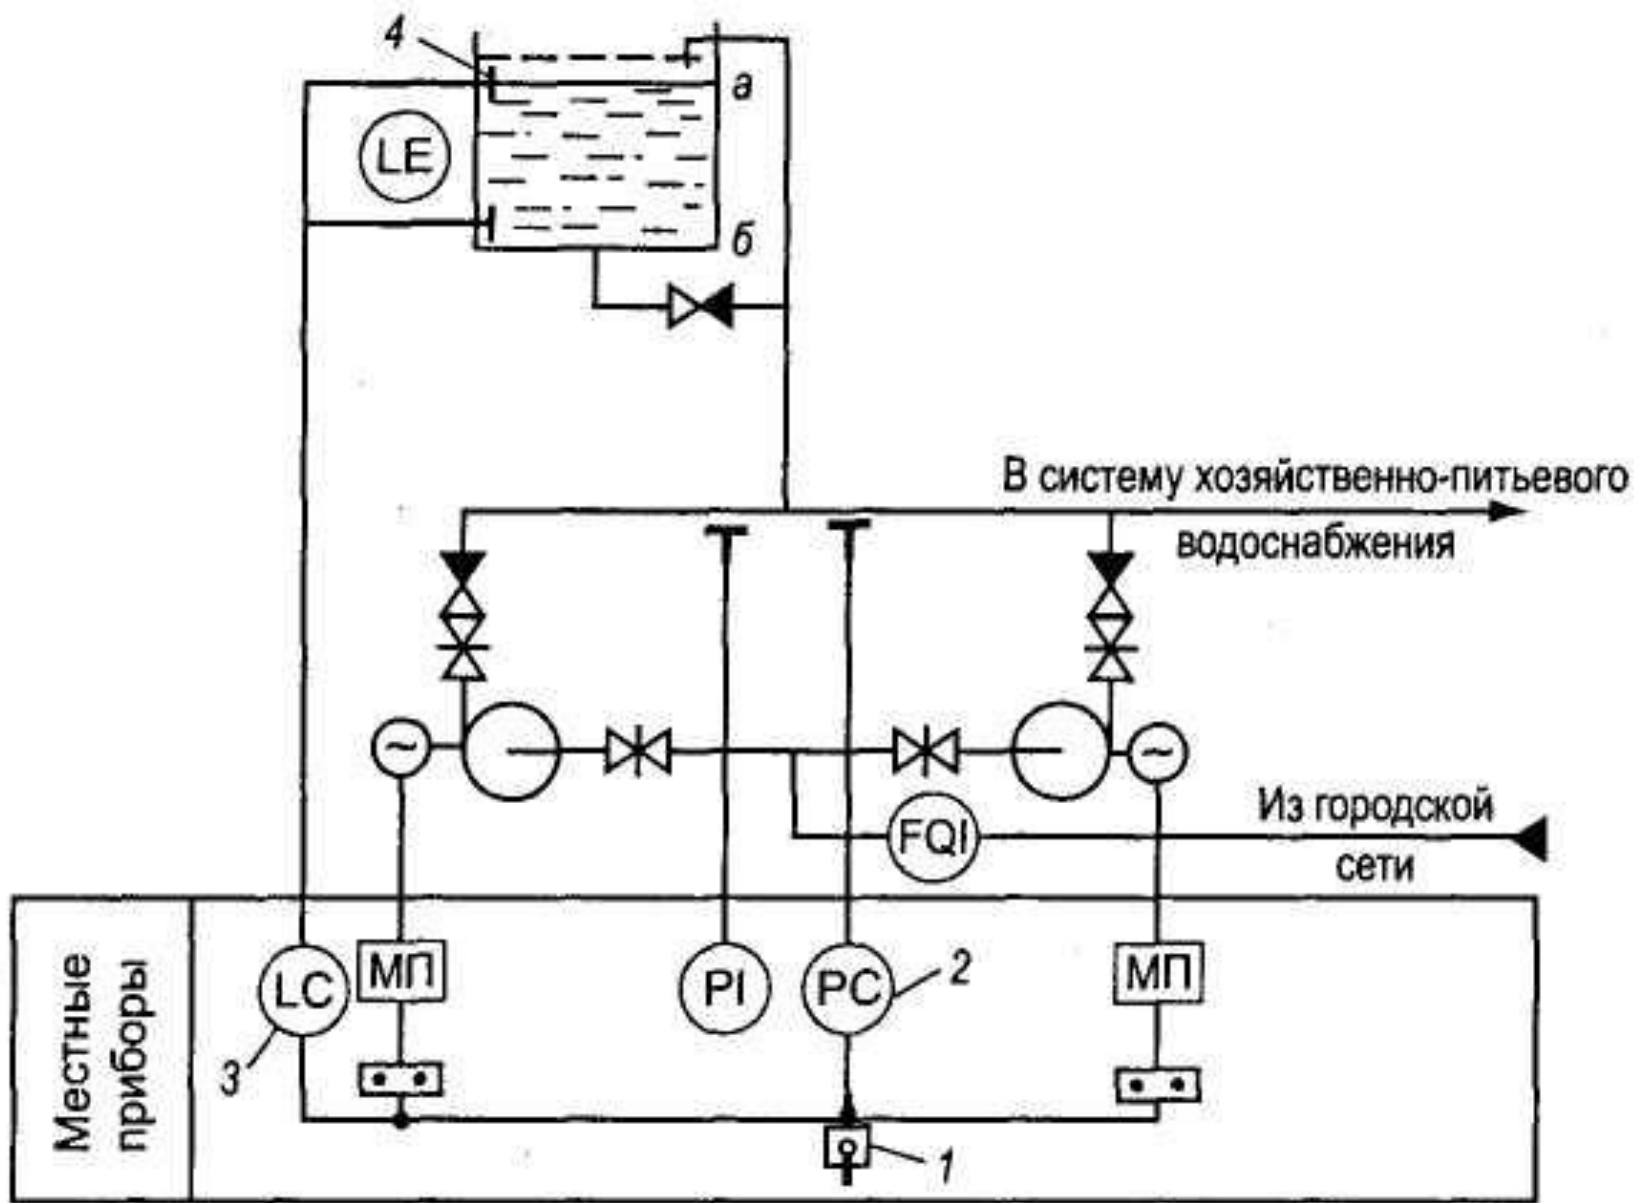 4
а
LE
б
В систему хозяйственно-питьевого
водоснабжения
~
~
Из городской
FQI
сети
Местные
приборы
LC
МП
PI
PC
2
МП
3
1